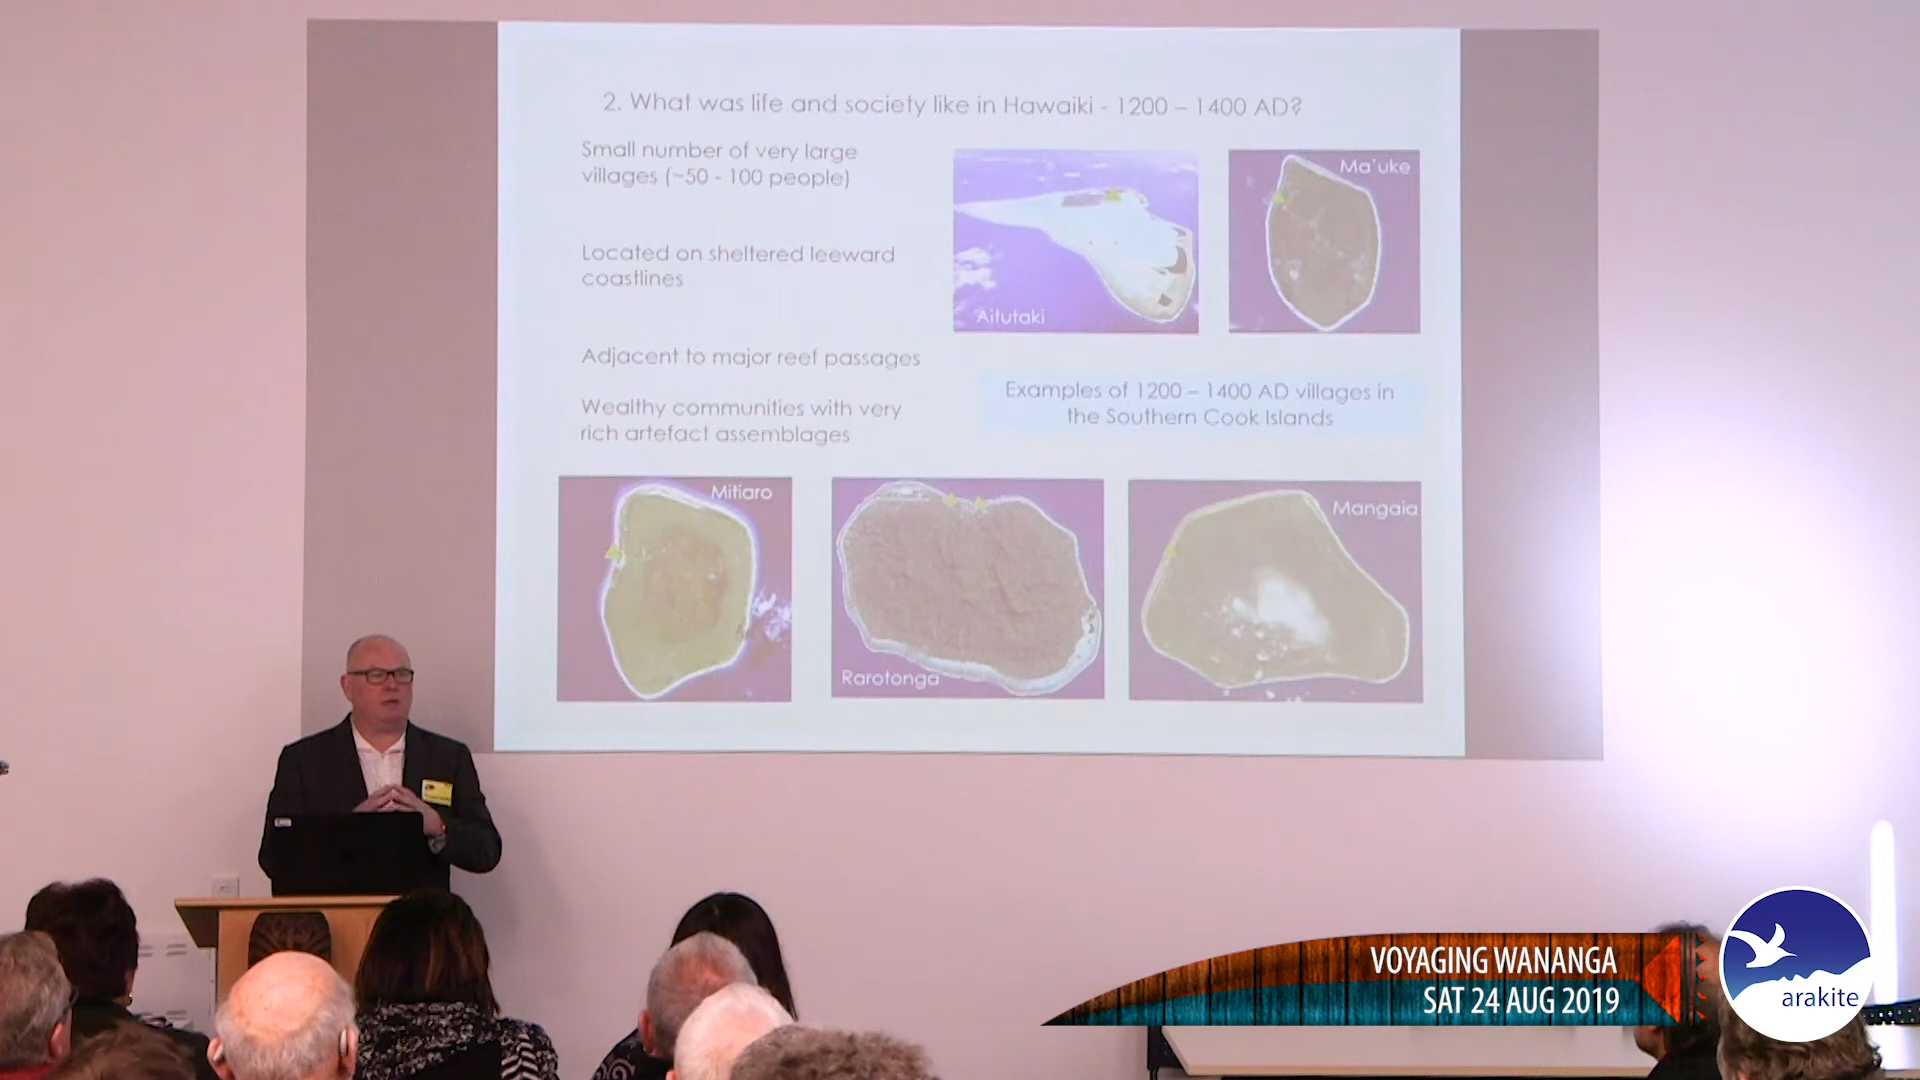 2. What was life and society like in Hawaiki - 1200 – 1400 AD?
Small number of very large
villages (~50 - 100 people)
Located on sheltered leeward
coastlines
Adjacent to major reef passages
Wealthy communities with very
rich artefact assemblages
Aitutaki
Ma'uke
Examples of 1200 – 1400 AD villages in
the Southern Cook Islands
Mitiaro
Rarotonga
Mangaia
VOYAGING WANANGA
SAT 24 AUG 2019
arakite